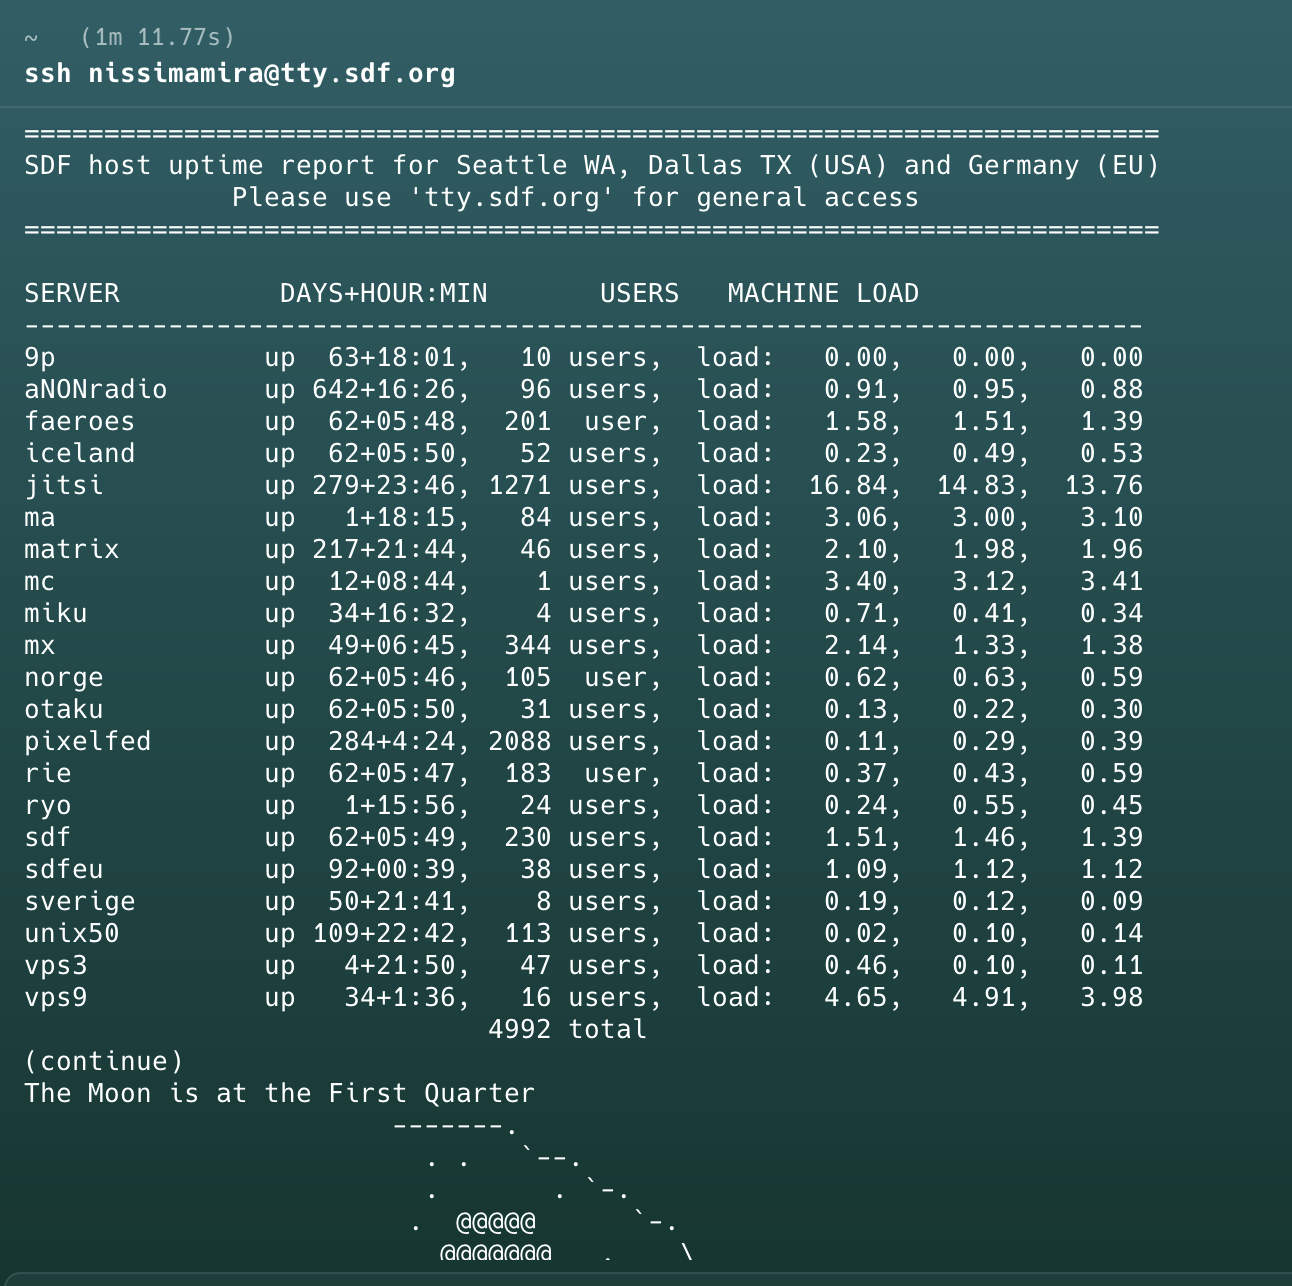 ~   (1m 11.77s)
ssh nissimamira@tty.sdf.org
=======================================================================
SDF host uptime report for Seattle WA, Dallas TX (USA) and Germany (EU)
             Please use 'tty.sdf.org' for general access
=======================================================================

SERVER          DAYS+HOUR:MIN       USERS   MACHINE LOAD
----------------------------------------------------------------------
9p             up  63+18:01,   10 users,  load:   0.00,   0.00,   0.00
aNONradio      up 642+16:26,   96 users,  load:   0.91,   0.95,   0.88
faeroes        up  62+05:48,  201  user,  load:   1.58,   1.51,   1.39
iceland        up  62+05:50,   52 users,  load:   0.23,   0.49,   0.53
jitsi          up 279+23:46, 1271 users,  load:  16.84,  14.83,  13.76
ma             up   1+18:15,   84 users,  load:   3.06,   3.00,   3.10
matrix         up 217+21:44,   46 users,  load:   2.10,   1.98,   1.96
mc             up  12+08:44,    1 users,  load:   3.40,   3.12,   3.41
miku           up  34+16:32,    4 users,  load:   0.71,   0.41,   0.34
mx             up  49+06:45,  344 users,  load:   2.14,   1.33,   1.38
norge          up  62+05:46,  105  user,  load:   0.62,   0.63,   0.59
otaku          up  62+05:50,   31 users,  load:   0.13,   0.22,   0.30
pixelfed       up  284+4:24, 2088 users,  load:   0.11,   0.29,   0.39
rie            up  62+05:47,  183  user,  load:   0.37,   0.43,   0.59
ryo            up   1+15:56,   24 users,  load:   0.24,   0.55,   0.45
sdf            up  62+05:49,  230 users,  load:   1.51,   1.46,   1.39
sdfeu          up  92+00:39,   38 users,  load:   1.09,   1.12,   1.12
sverige        up  50+21:41,    8 users,  load:   0.19,   0.12,   0.09
unix50         up 109+22:42,  113 users,  load:   0.02,   0.10,   0.14
vps3           up   4+21:50,   47 users,  load:   0.46,   0.10,   0.11
vps9           up   34+1:36,   16 users,  load:   4.65,   4.91,   3.98
                             4992 total
(continue)
The Moon is at the First Quarter
                       -------.
                         . .   `--.
                         .       . `-.
                        .  @@@@@      `-.
                          @@@@@@@   .    \